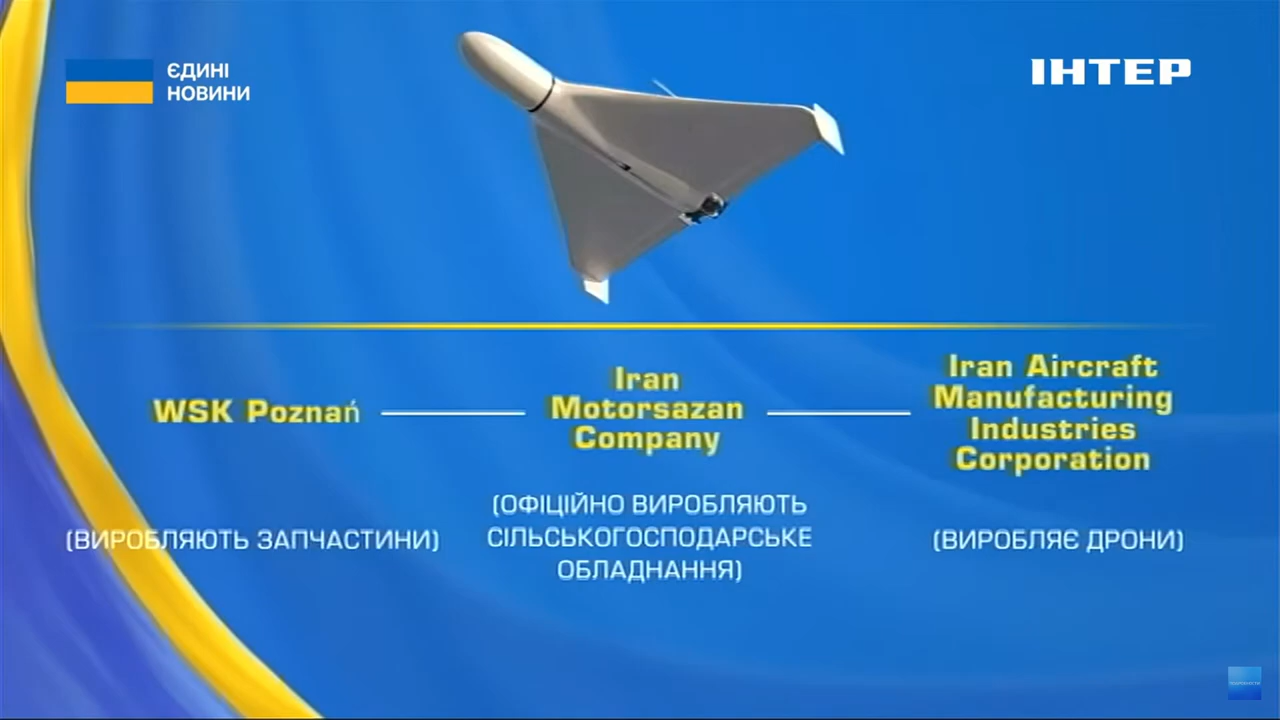 ЄДИНІ
НОВИНИ
ІНТЕР
WSK Poznań
(ВИРОБЛЯЮТЬ ЗАПЧАСТИНИ)
Iran
Motorsazan
Company
(ОФІЦІЙНО ВИРОБЛЯЮТЬ
СІЛЬСЬКОГОСПОДАРСЬКЕ
ОБЛАДНАННЯ)
Iran Aircraft
Manufacturing
Industries
Corporation
(ВИРОБЛЯЄ ДРОНИ)